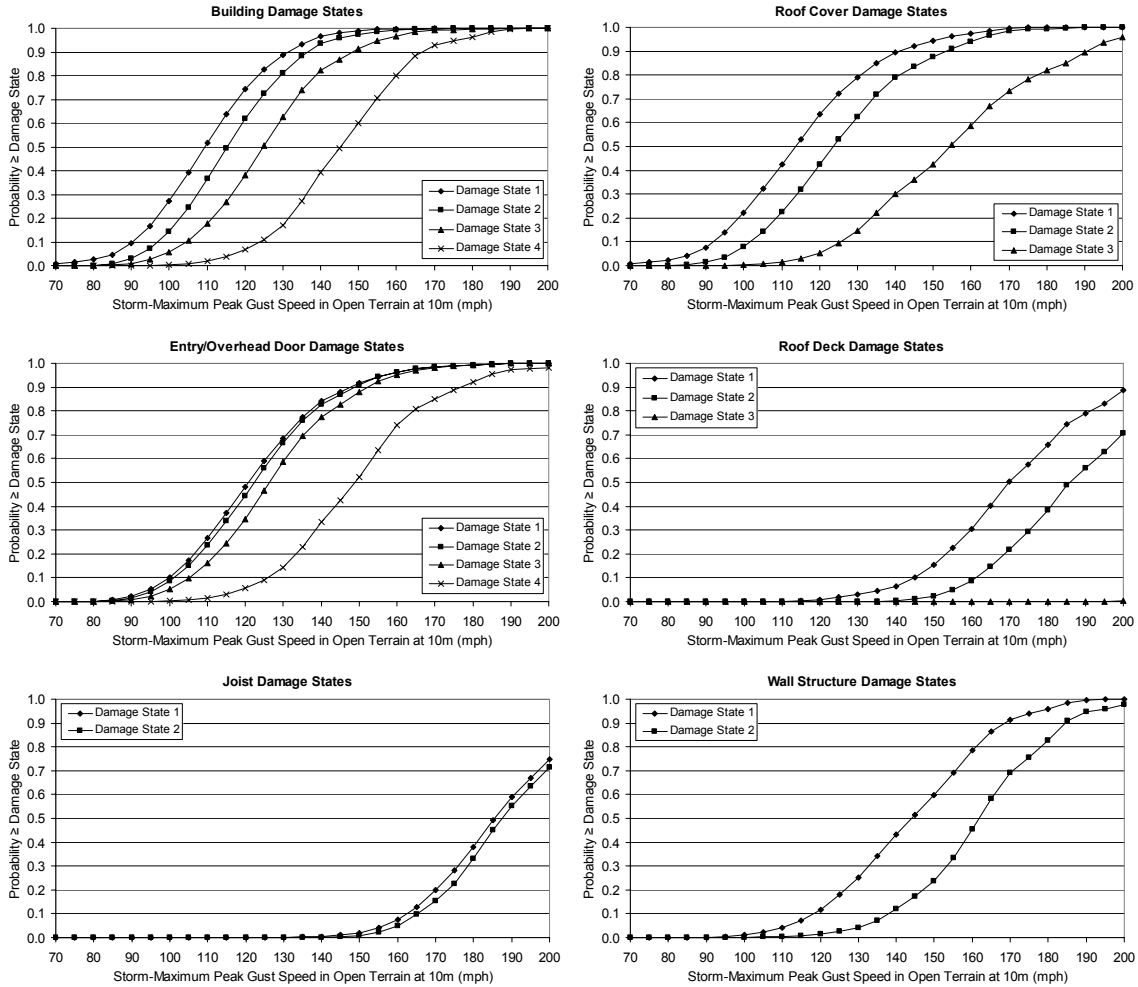 Building Damage States
Probability ≥ Damage State
1.0
0.9
0.8
0.7
0.6
0.5
0.4
0.3
0.2
0.1
0.0
Damage State 1
Damage State 2
Damage State 3
Damage State 4
70 80 90 100 110 120 130 140 150 160 170 180 190 200
Storm-Maximum Peak Gust Speed in Open Terrain at 10m (mph)
Roof Cover Damage States
Probability ≥ Damage State
1.0
0.9
0.8
0.7
0.6
0.5
0.4
0.3
0.2
0.1
0.0
Damage State 1
Damage State 2
Damage State 3
70 80 90 100 110 120 130 140 150 160 170 180 190 200
Storm-Maximum Peak Gust Speed in Open Terrain at 10m (mph)
Entry/Overhead Door Damage States
Probability ≥ Damage State
1.0
0.9
0.8
0.7
0.6
0.5
0.4
0.3
0.2
0.1
0.0
Damage State 1
Damage State 2
Damage State 3
Damage State 4
70 80 90 100 110 120 130 140 150 160 170 180 190 200
Storm-Maximum Peak Gust Speed in Open Terrain at 10m (mph)
Roof Deck Damage States
Probability ≥ Damage State
1.0
0.9
0.8
0.7
0.6
0.5
0.4
0.3
0.2
0.1
0.0
Damage State 1
Damage State 2
Damage State 3
70 80 90 100 110 120 130 140 150 160 170 180 190 200
Storm-Maximum Peak Gust Speed in Open Terrain at 10m (mph)
Joist Damage States
Probability ≥ Damage State
1.0
0.9
0.8
0.7
0.6
0.5
0.4
0.3
0.2
0.1
0.0
Damage State 1
Damage State 2
70 80 90 100 110 120 130 140 150 160 170 180 190 200
Storm-Maximum Peak Gust Speed in Open Terrain at 10m (mph)
Wall Structure Damage States
Probability ≥ Damage State
1.0
0.9
0.8
0.7
0.6
0.5
0.4
0.3
0.2
0.1
0.0
Damage State 1
Damage State 2
70 80 90 100 110 120 130 140 150 160 170 180 190 200
Storm-Maximum Peak Gust Speed in Open Terrain at 10m (mph)